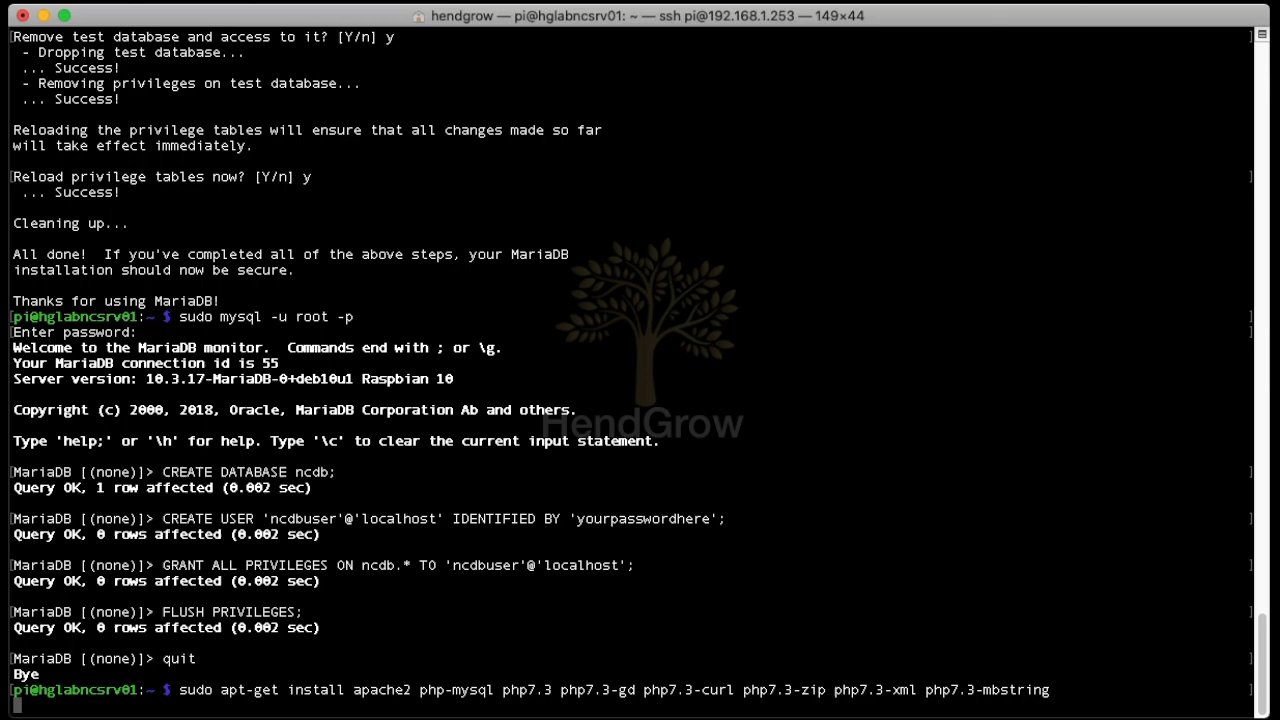 hendgrow — pi@hglabncsrv01: ~ — ssh pi@192.168.1.253 — 149×44
[Remove test database and access to it? [Y/n] y ]
 - Dropping test database...
 ... Success!
 - Removing privileges on test database...
 ... Success!
Reloading the privilege tables will ensure that all changes made so far
will take effect immediately.
[Reload privilege tables now? [Y/n] y ]
 ... Success!
Cleaning up...
All done!  If you've completed all of the above steps, your MariaDB
installation should now be secure.
Thanks for using MariaDB!
[pi@hglabncsrv01:~ $ sudo mysql -u root -p ]
[Enter password: ]
Welcome to the MariaDB monitor.  Commands end with ; or \g.
Your MariaDB connection id is 55
Server version: 10.3.17-MariaDB-0+deb10u1 Raspbian 10
Copyright (c) 2000, 2018, Oracle, MariaDB Corporation Ab and others.
HendGrow
Type 'help;' or '\h' for help. Type '\c' to clear the current input statement.
[MariaDB [(none)]> CREATE DATABASE ncdb; ]
Query OK, 1 row affected (0.002 sec)
[MariaDB [(none)]> CREATE USER 'ncdbuser'@'localhost' IDENTIFIED BY 'yourpasswordhere'; ]
Query OK, 0 rows affected (0.002 sec)
[MariaDB [(none)]> GRANT ALL PRIVILEGES ON ncdb.* TO 'ncdbuser'@'localhost'; ]
Query OK, 0 rows affected (0.002 sec)
[MariaDB [(none)]> FLUSH PRIVILEGES; ]
Query OK, 0 rows affected (0.002 sec)
[MariaDB [(none)]> quit ]
Bye
[pi@hglabncsrv01:~ $ sudo apt-get install apache2 php-mysql php7.3 php7.3-gd php7.3-curl php7.3-zip php7.3-xml php7.3-mbstring ]